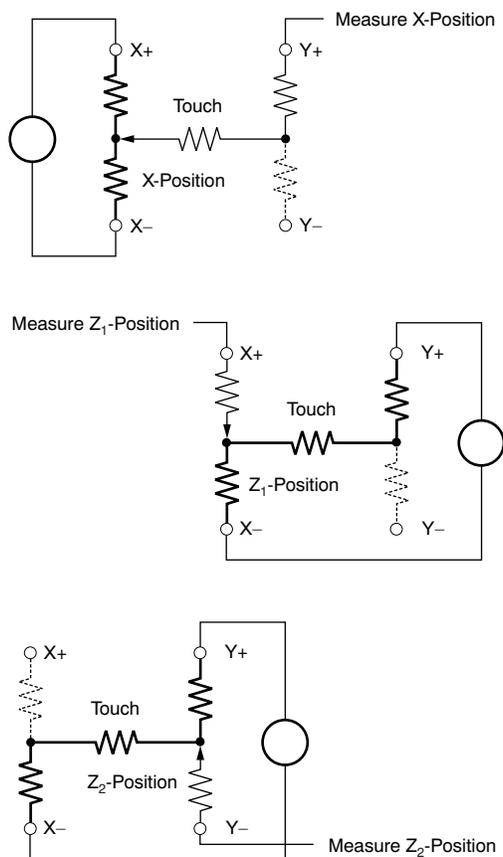 Measure X-Position
X+ Y+
Touch
X-Position
X– Y–
Measure Z₁-Position
X+ Y+
Touch
Z₁-Position
X– Y–
X+ Y+
Touch
Z₂-Position
X– Y–
Measure Z₂-Position